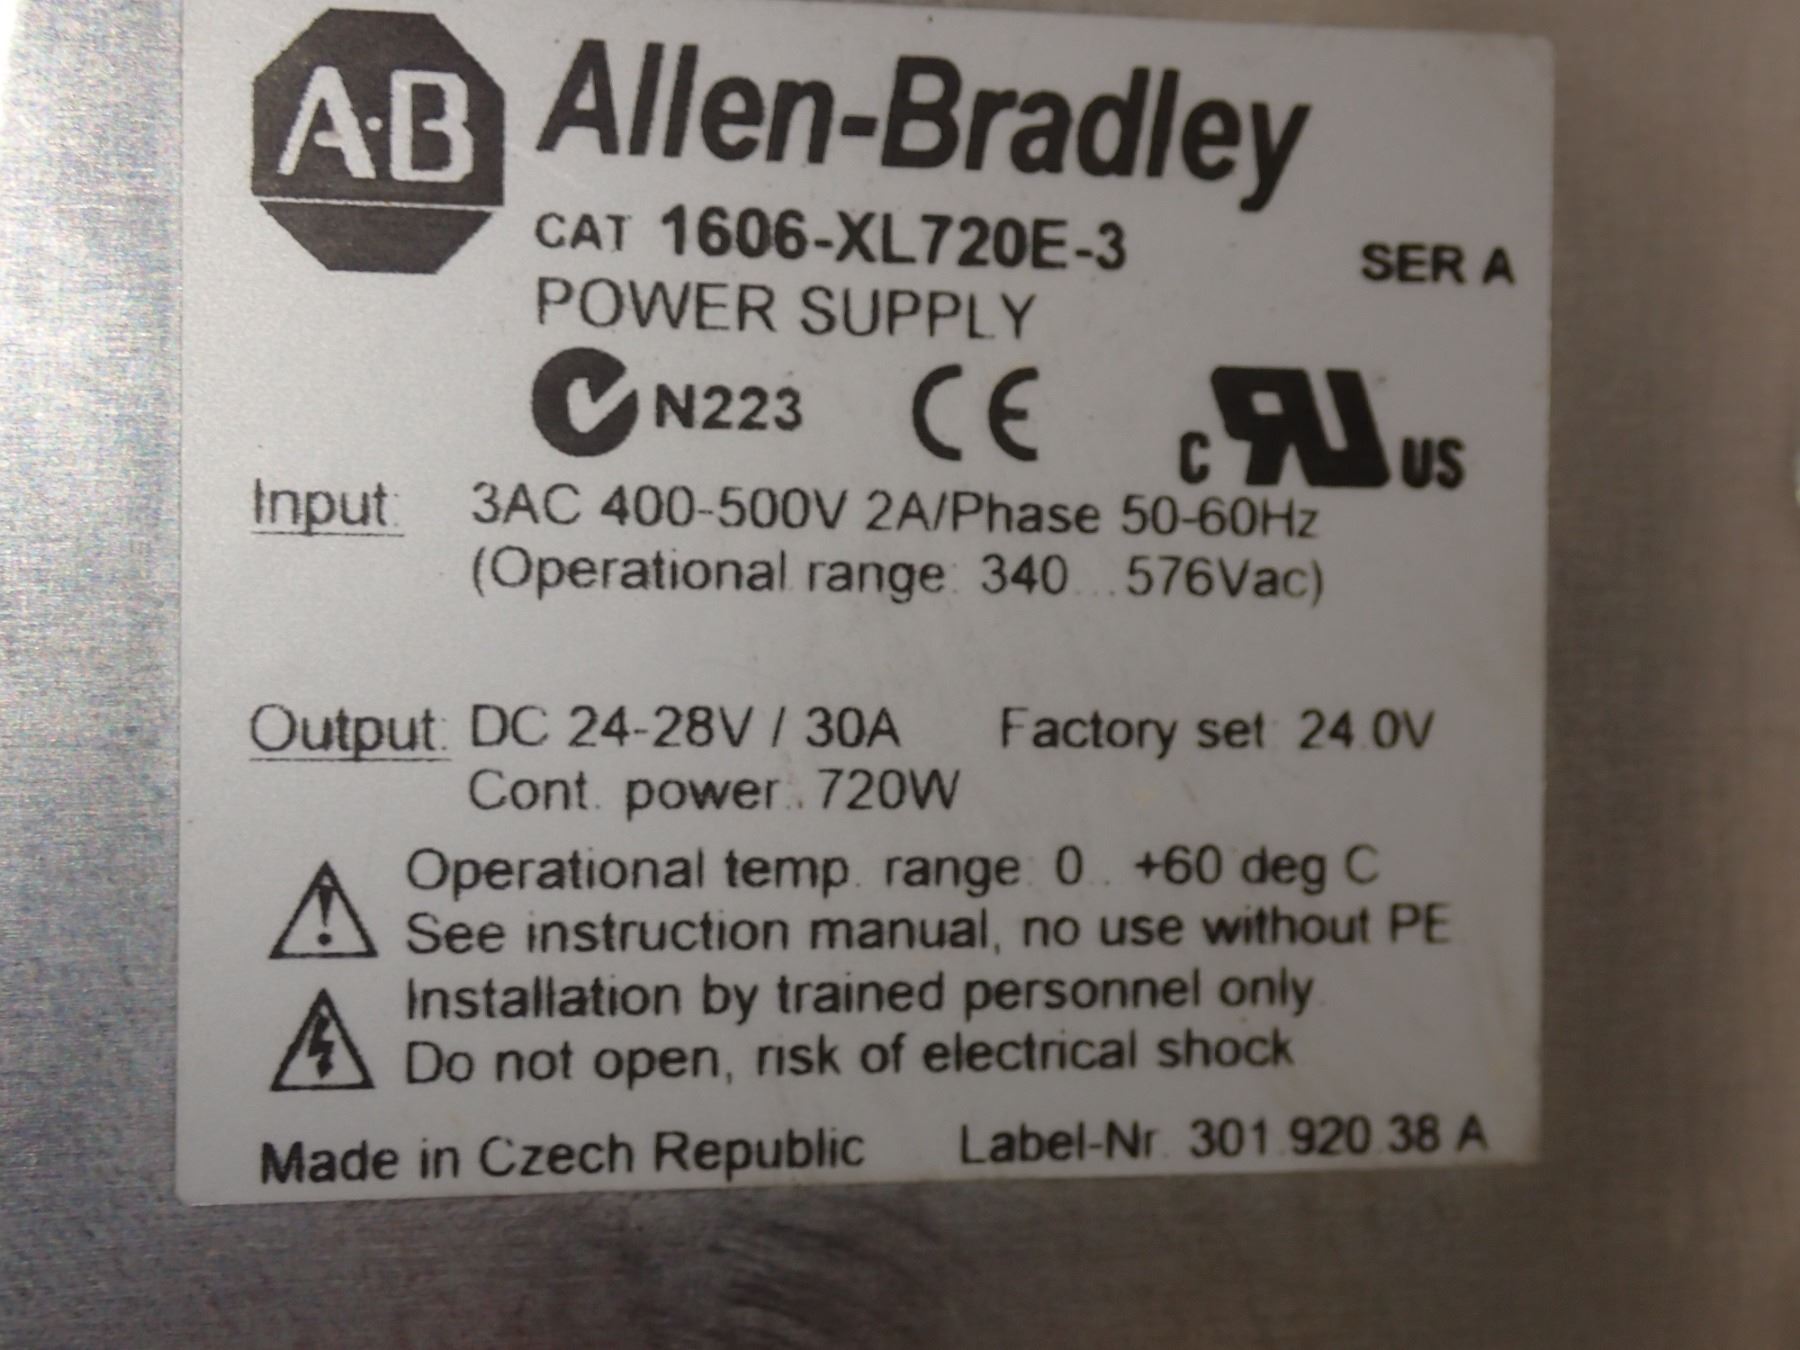 A·B Allen-Bradley
CAT 1606-XL720E-3 SER A
POWER SUPPLY
N223 CE C RU US
Input: 3AC 400-500V 2A/Phase 50-60Hz
(Operational range: 340...576Vac)
Output: DC 24-28V / 30A Factory set: 24.0V
Cont. power: 720W
Operational temp. range: 0...+60 deg C
See instruction manual, no use without PE
Installation by trained personnel only.
Do not open, risk of electrical shock
Made in Czech Republic Label-Nr. 301.920.38 A